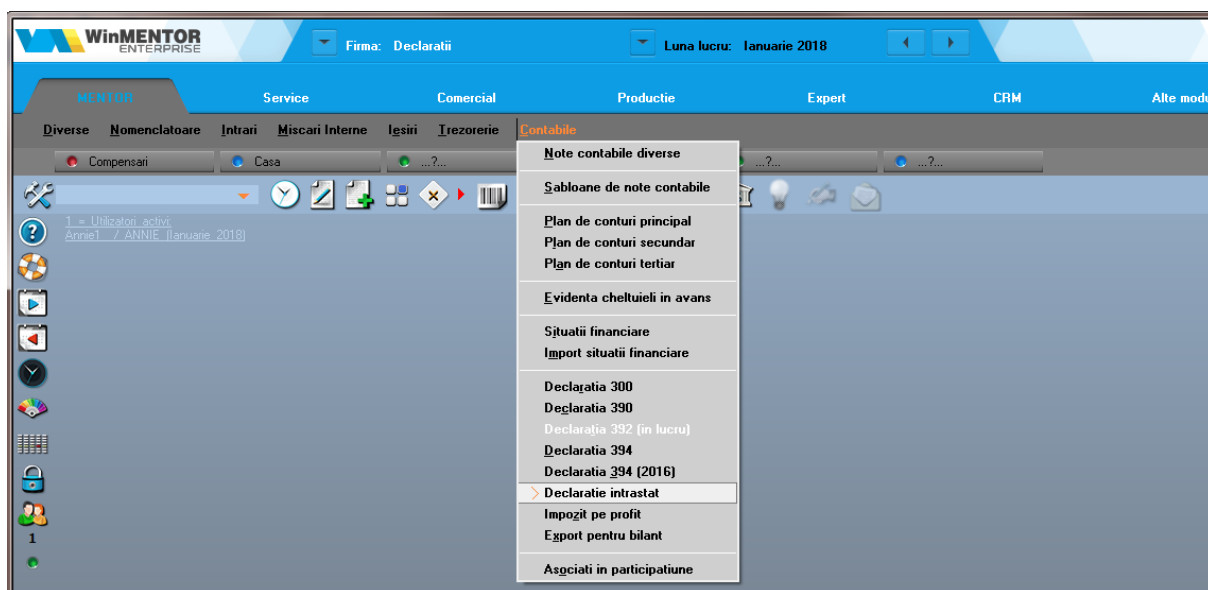 WinMENTOR
ENTERPRISE
Firma: Declaratii
Luna lucru: Ianuarie 2018
MENTOR Service Comercial Productie Expert CRM Alte modu
Diverse Nomenclatoare Intrari Miscari Interne Iesiri Trezorerie Contabile
Compensari Casa ...?... ...?... ...?...
1 = Utilizatori activi:
Annie1 / ANNIE (Ianuarie 2018)
1
Note contabile diverse
Sabloane de note contabile
Plan de conturi principal
Plan de conturi secundar
Plan de conturi tertiar
Evidenta cheltuieli in avans
Situatii financiare
Import situatii financiare
Declaratia 300
Declaratia 390
Declaraţia 392 (in lucru)
Declaratia 394
Declaratia 394 (2016)
Declaratie intrastat
Impozit pe profit
Export pentru bilant
Asociati in participatiune